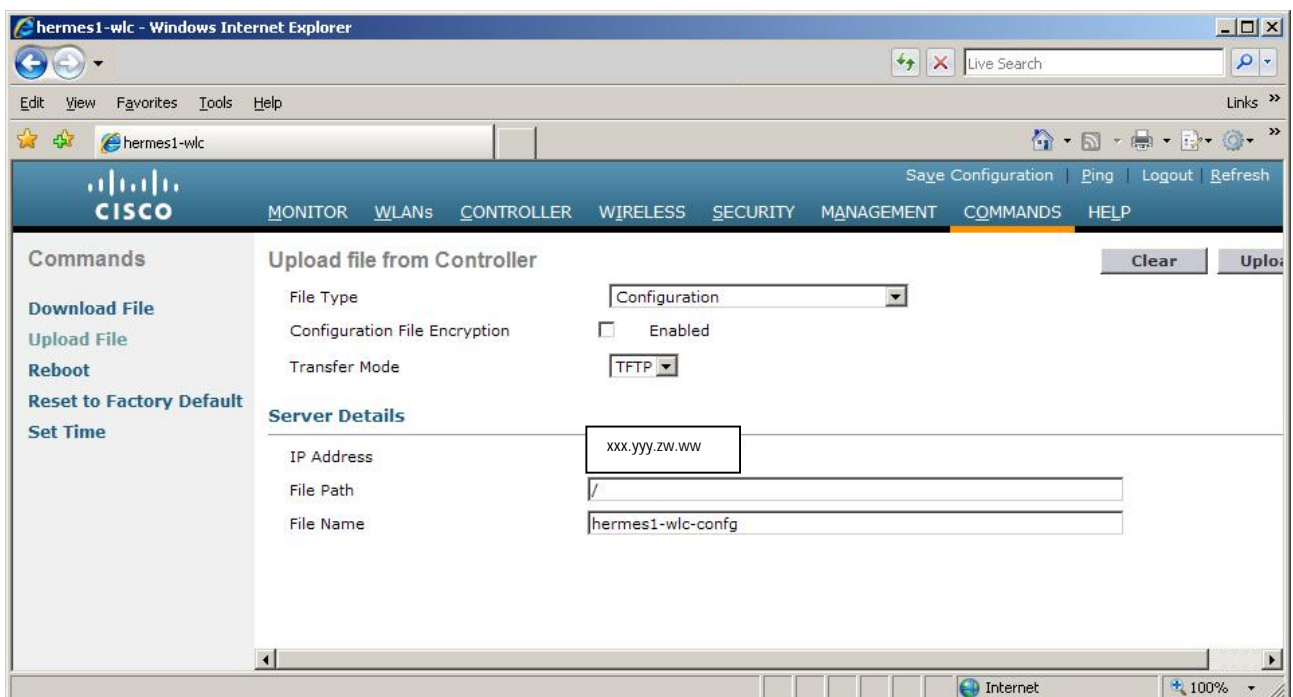 hermes1-wlc - Windows Internet Explorer
Live Search
Edit View Favorites Tools Help
Links »
hermes1-wlc
»
Save Configuration | Ping | Logout | Refresh
CISCO
MONITOR WLANs CONTROLLER WIRELESS SECURITY MANAGEMENT COMMANDS HELP
Commands
Download File
Upload File
Reboot
Reset to Factory Default
Set Time
Upload file from Controller
Clear
Uploa
File Type Configuration
Configuration File Encryption Enabled
Transfer Mode TFTP
Server Details
IP Address xxx.yyy.zw.ww
File Path /
File Name hermes1-wlc-confg
Internet
100%